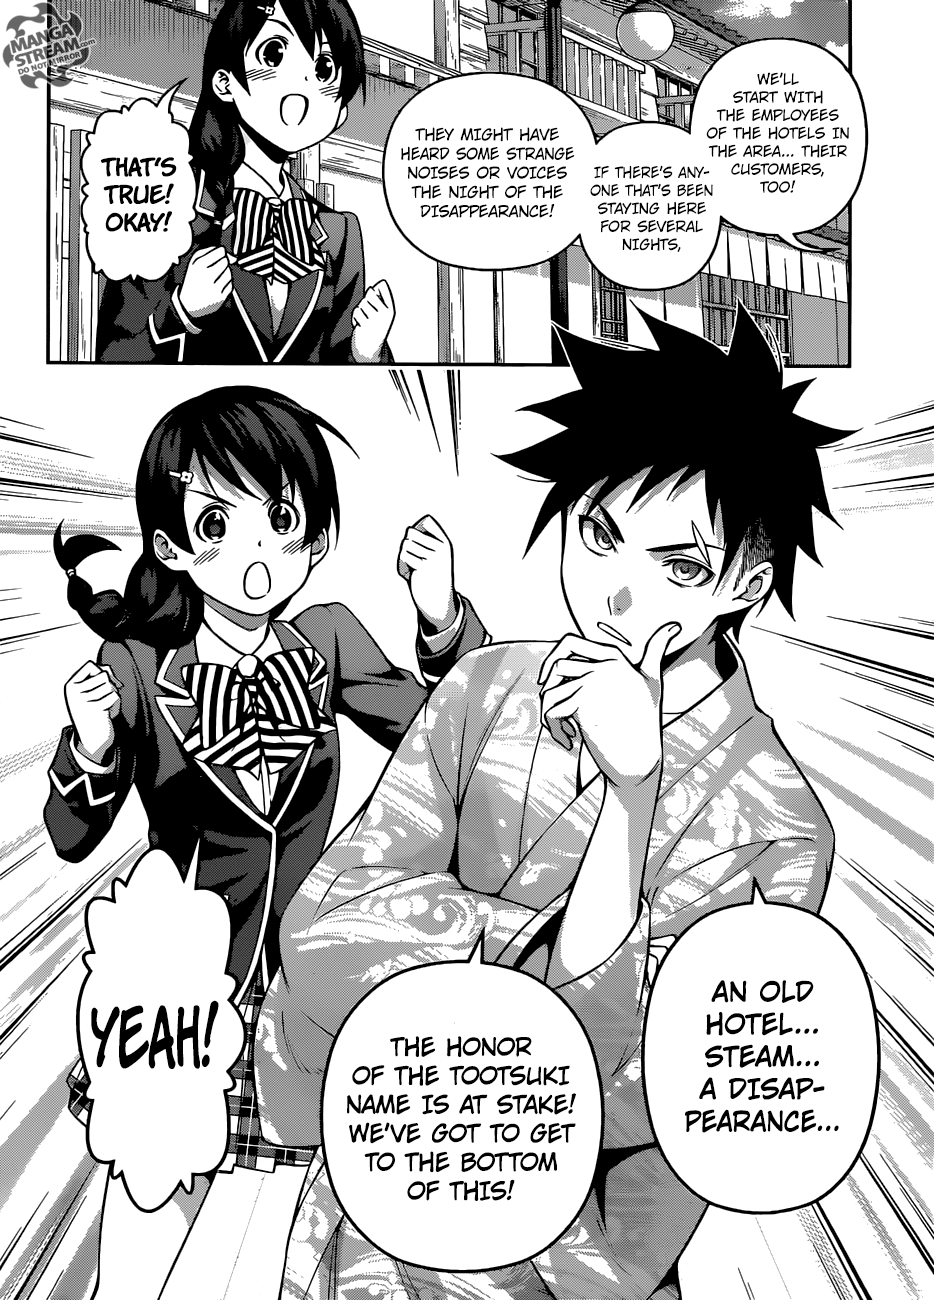 MANGA
STREAM.com
DO NOT MIRROR!
WE'LL
START WITH
THE EMPLOYEES
OF THE HOTELS IN
THE AREA... THEIR
CUSTOMERS,
TOO!
IF THERE'S ANY-
ONE THAT'S BEEN
STAYING HERE
FOR SEVERAL
NIGHTS,
THEY MIGHT HAVE
HEARD SOME STRANGE
NOISES OR VOICES
THE NIGHT OF THE
DISAPPEARANCE!
THAT'S
TRUE!
OKAY!
AN OLD
HOTEL...
STEAM...
A DISAP-
PEARANCE...
THE HONOR
OF THE TOOTSUKI
NAME IS AT STAKE!
WE'VE GOT TO GET
TO THE BOTTOM
OF THIS!
YEAH!